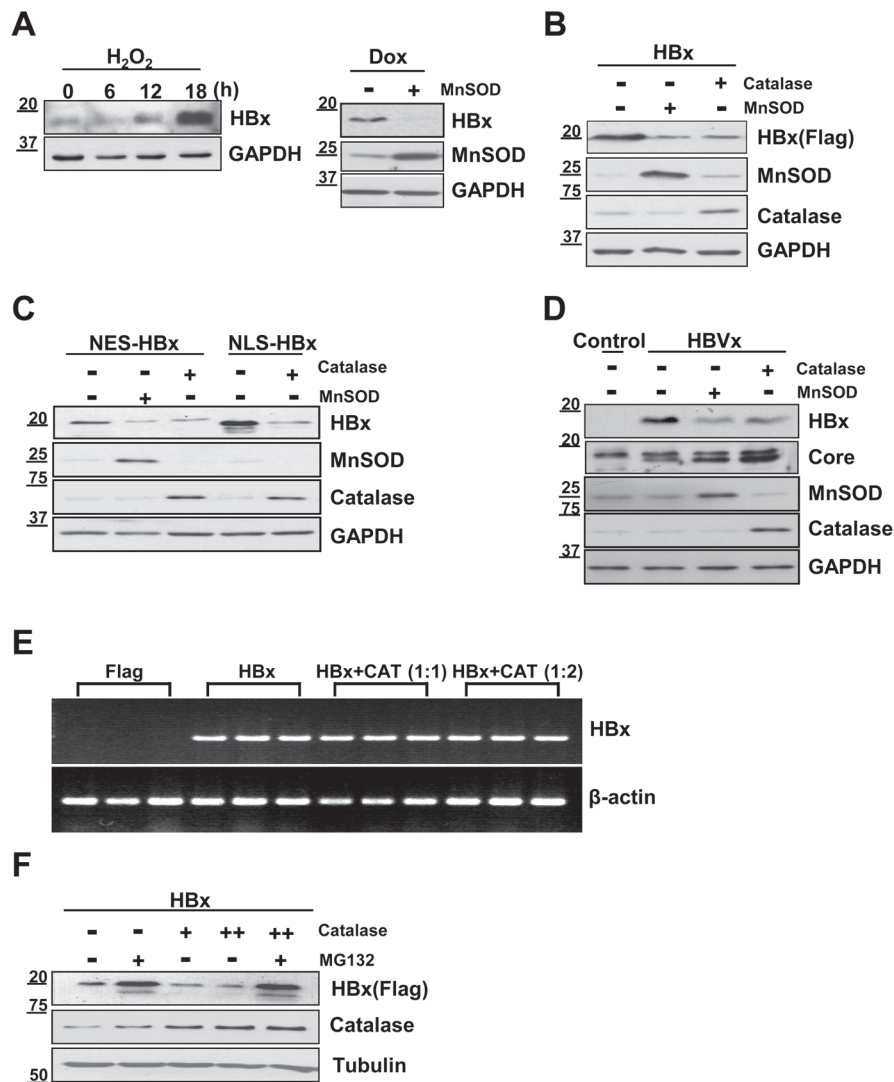 A
H2O2
0 6 12 18 (h)
20
HBx
37
GAPDH
Dox
- + MnSOD
20
HBx
25
MnSOD
37
GAPDH
B
HBx
- - + Catalase
- + - MnSOD
20
HBx(Flag)
25
MnSOD
75
Catalase
37
GAPDH
C
NES-HBx NLS-HBx
- - + - + Catalase
- + - - - MnSOD
20
HBx
25
MnSOD
75
Catalase
37
GAPDH
D
Control HBVx
- - - + Catalase
- - + - MnSOD
20
HBx
20
Core
25
MnSOD
75
Catalase
37
GAPDH
E
Flag HBx HBx+CAT (1:1) HBx+CAT (1:2)
HBx
β-actin
F
HBx
- - + ++ ++ Catalase
- + - - + MG132
20
HBx(Flag)
75
Catalase
Tubulin
50